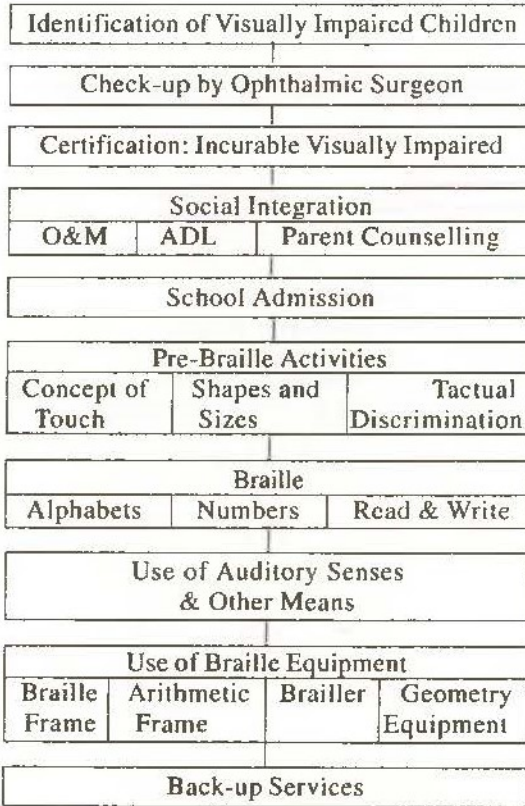 Identification of Visually Impaired Children
Check-up by Ophthalmic Surgeon
Certification: Incurable Visually Impaired
Social Integration
O&M ADL Parent Counselling
School Admission
Pre-Braille Activities
Concept of Shapes and Tactual
Touch Sizes Discrimination
Braille
Alphabets Numbers Read & Write
Use of Auditory Senses
& Other Means
Use of Braille Equipment
Braille Arithmetic Brailler Geometry
Frame Frame Equipment
Back-up Services